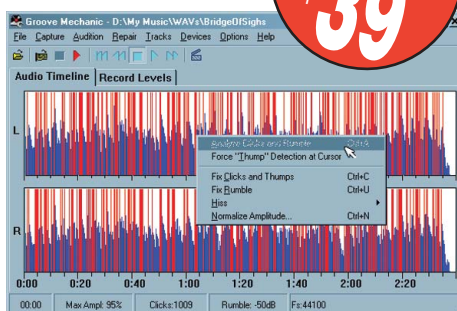 Groove Mechanic - D:\My Music\WAVs\BridgeOfSighs
File Capture Audition Repair Tracks Devices Options Help
39
Audio Timeline Record Levels
L
Analyze Clicks and Rumble Ctrl+A
Force "Thump" Detection at Cursor
Fix Clicks and Thumps Ctrl+C
Fix Rumble Ctrl+U
Hiss
Normalize Amplitude... Ctrl+N
R
0:00 0:20 0:40 1:00 1:20 1:40 2:00 2:20
00:00 Max Ampl: 95% Clicks:1009 Rumble: -50dB Fs:44100